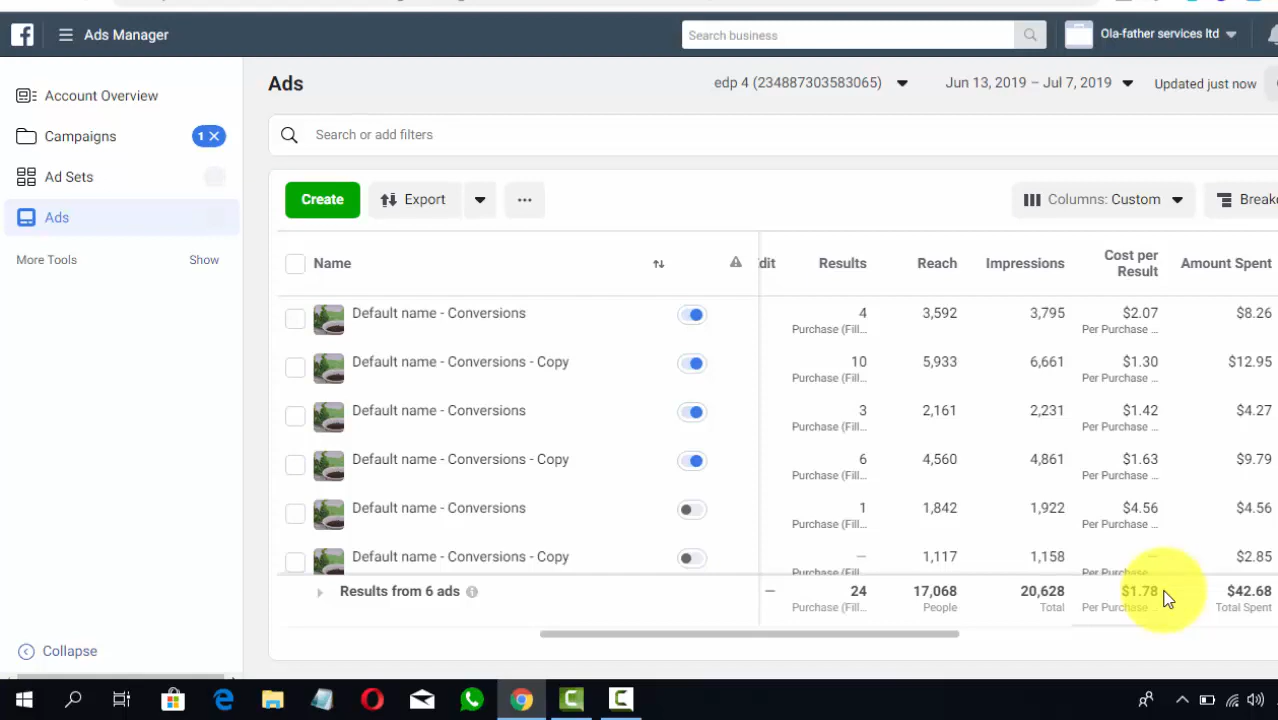 Ads Manager
Search business
Ola-father services ltd
Account Overview
Campaigns
1 X
Ad Sets
Ads
More Tools
Show
Collapse
Ads
edp 4 (234887303583065)
Jun 13, 2019 – Jul 7, 2019
Updated just now
Search or add filters
Create
Export
Columns: Custom
Name
Results
Reach
Impressions
Cost per
Result
Amount Spent
Default name - Conversions
4
3,592
3,795
$2.07
$8.26
Purchase (Fill...
Per Purchase ...
Default name - Conversions - Copy
10
5,933
6,661
$1.30
$12.95
Purchase (Fill...
Per Purchase ...
Default name - Conversions
3
2,161
2,231
$1.42
$4.27
Purchase (Fill...
Per Purchase ...
Default name - Conversions - Copy
6
4,560
4,861
$1.63
$9.79
Purchase (Fill...
Per Purchase ...
Default name - Conversions
1
1,842
1,922
$4.56
$4.56
Purchase (Fill...
Per Purchase ...
Default name - Conversions - Copy
—
1,117
1,158
—
$2.85
Purchase (Fill...
Per Purchase ...
Results from 6 ads
—
24
17,068
20,628
$1.78
$42.68
Purchase (Fill...
People
Total
Per Purchase ...
Total Spent